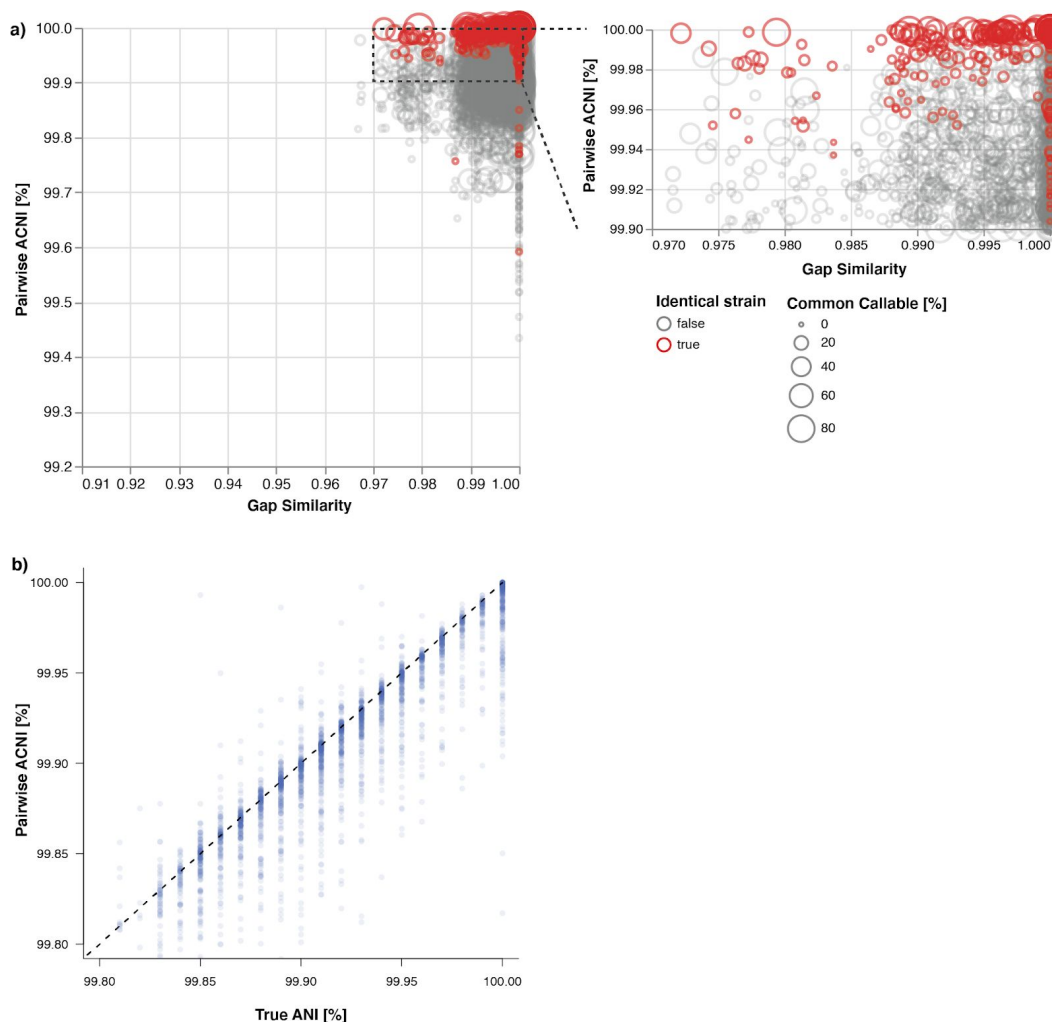 a)
100.0
99.9
99.8
99.7
99.6
99.5
99.4
99.3
99.2
Pairwise ACNI [%]
0.91 0.92 0.93 0.94 0.95 0.96 0.97 0.98 0.99 1.00
Gap Similarity
100.00
99.98
99.96
99.94
99.92
99.90
Pairwise ACNI [%]
0.970 0.975 0.980 0.985 0.990 0.995 1.000
Gap Similarity
Identical strain
false
true
Common Callable [%]
0
20
40
60
80
b)
100.00
99.95
99.90
99.85
99.80
Pairwise ACNI [%]
99.80 99.85 99.90 99.95 100.00
True ANI [%]